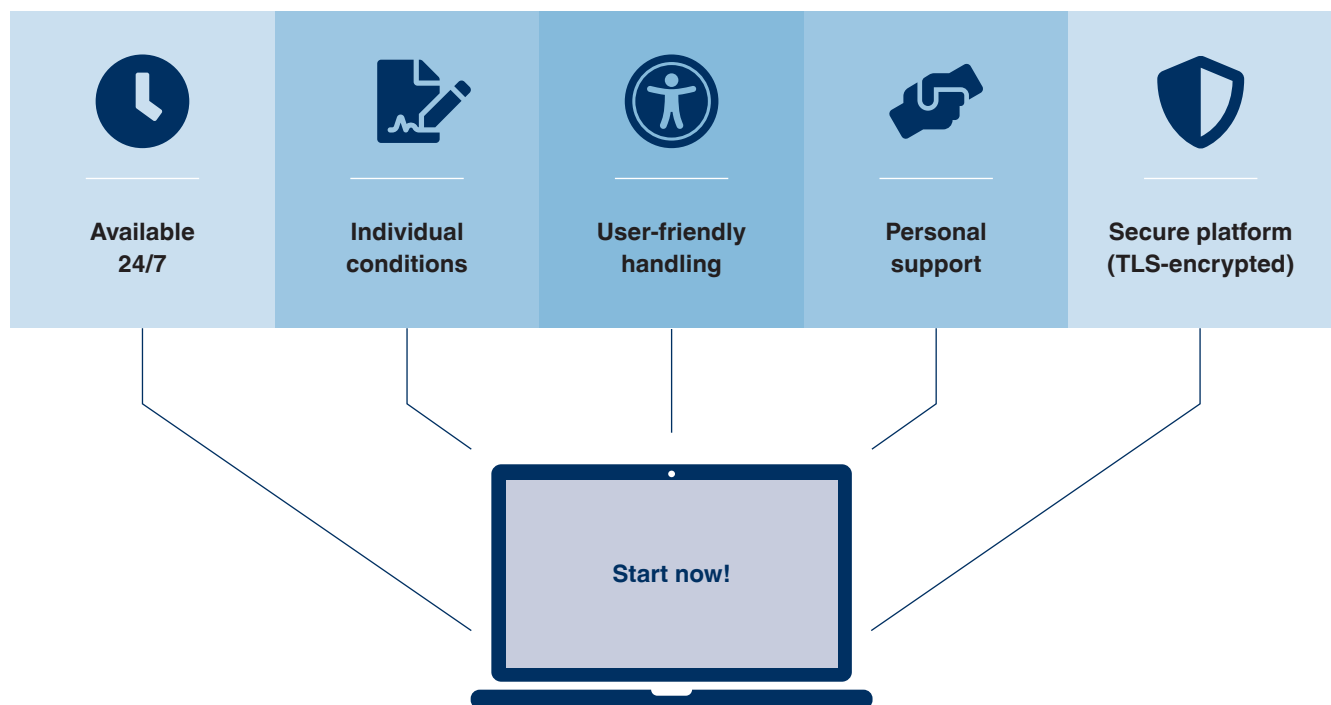 Available
24/7
Individual
conditions
User-friendly
handling
Personal
support
Secure platform
(TLS-encrypted)
Start now!